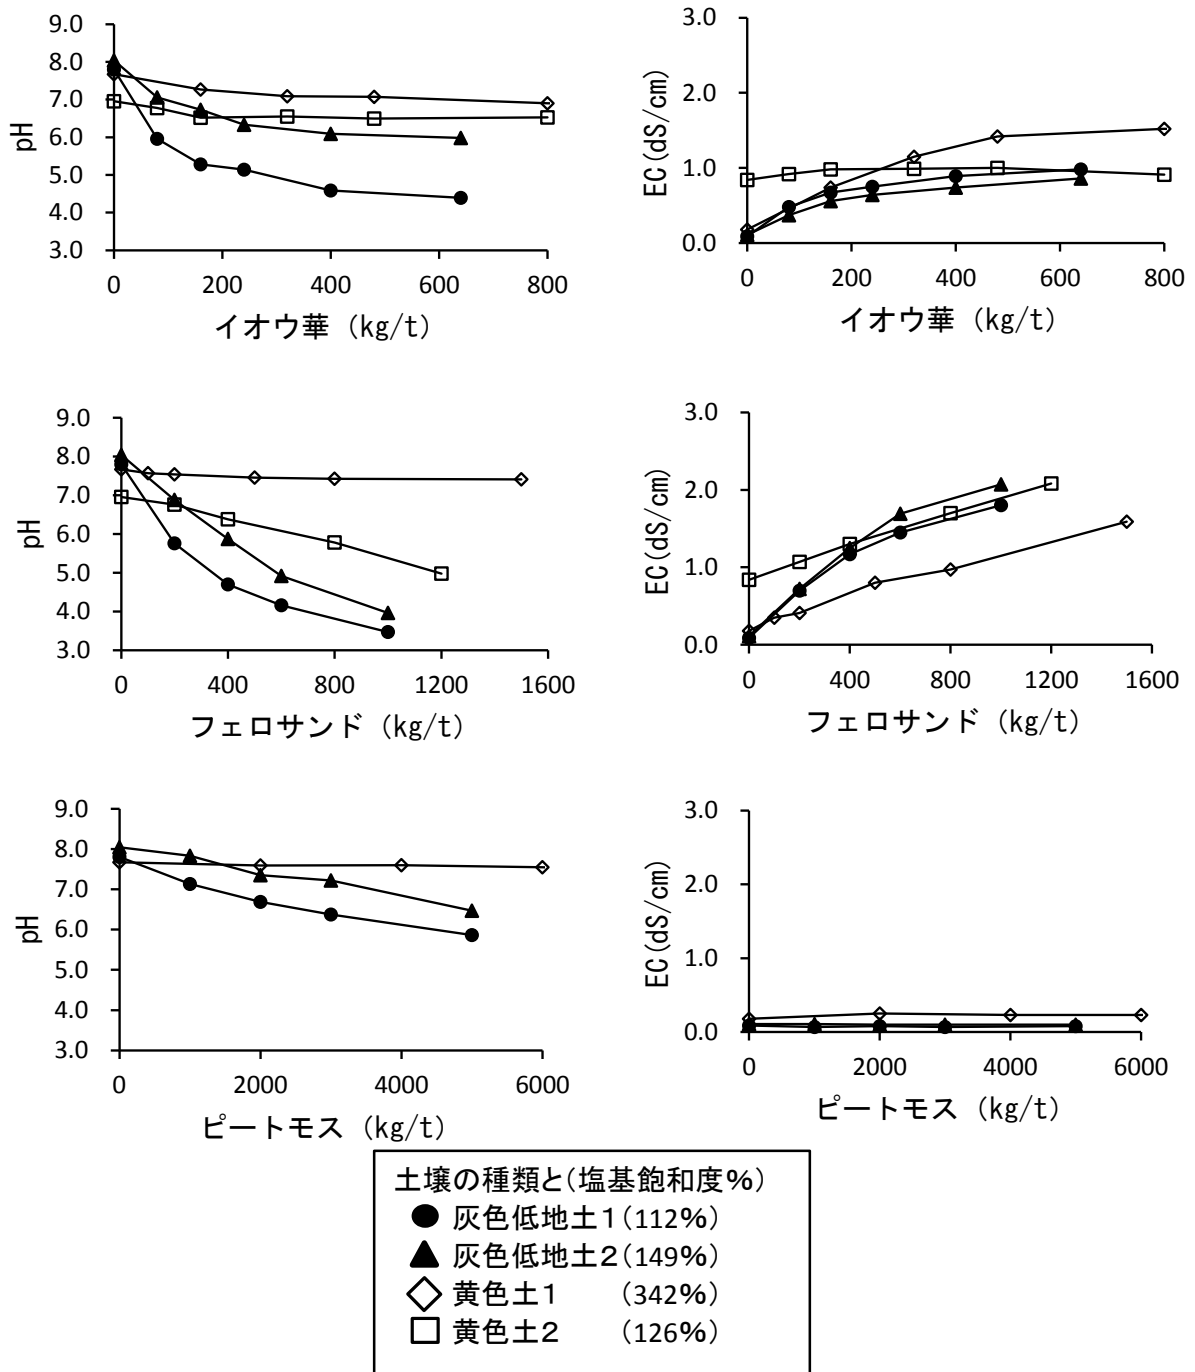 9.0
8.0
7.0
6.0
5.0
4.0
3.0
pH
0 200 400 600 800
イオウ華 (kg/t)
3.0
2.0
1.0
0.0
EC(dS/cm)
0 200 400 600 800
イオウ華 (kg/t)
9.0
8.0
7.0
6.0
5.0
4.0
3.0
pH
0 400 800 1200 1600
フェロサンド (kg/t)
3.0
2.0
1.0
0.0
EC(dS/cm)
0 400 800 1200 1600
フェロサンド (kg/t)
9.0
8.0
7.0
6.0
5.0
4.0
3.0
pH
0 2000 4000 6000
ピートモス (kg/t)
3.0
2.0
1.0
0.0
EC(dS/cm)
0 2000 4000 6000
ピートモス (kg/t)
土壌の種類と(塩基飽和度%)
灰色低地土1(112%)
灰色低地土2(149%)
黄色土1 (342%)
黄色土2 (126%)